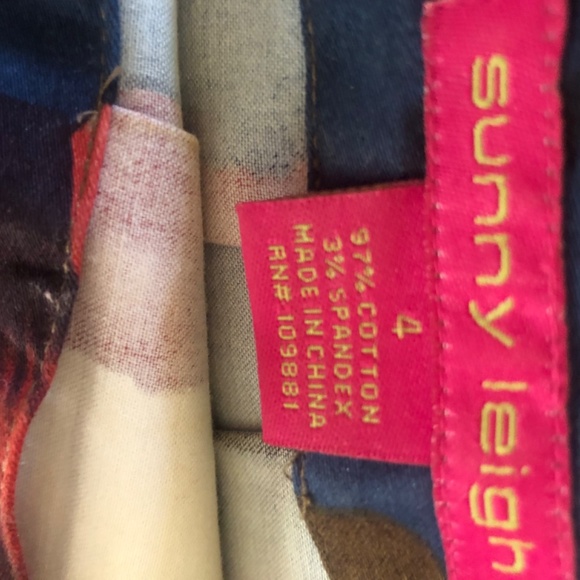 sunny leigh
4
97% COTTON
3% SPANDEX
MADE IN CHINA
RN# 109881